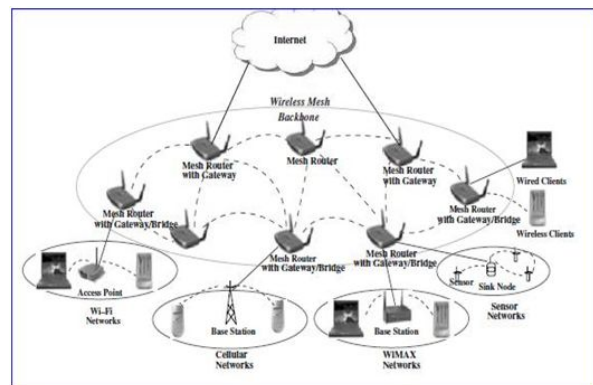 Internet
Wireless Mesh
Backbone
Mesh Router
with Gateway
Mesh Router
Mesh Router
with Gateway
Wired Clients
Mesh Router
with Gateway/Bridge
Mesh Router
with Gateway/Bridge
Wireless Clients
Mesh Router
with Gateway/Bridge
Mesh Router
with Gateway/Bridge
Access Point
Wi-Fi
Networks
Base Station
Cellular
Networks
Base Station
WiMAX
Networks
Sensor
Sink Node
Sensor
Networks